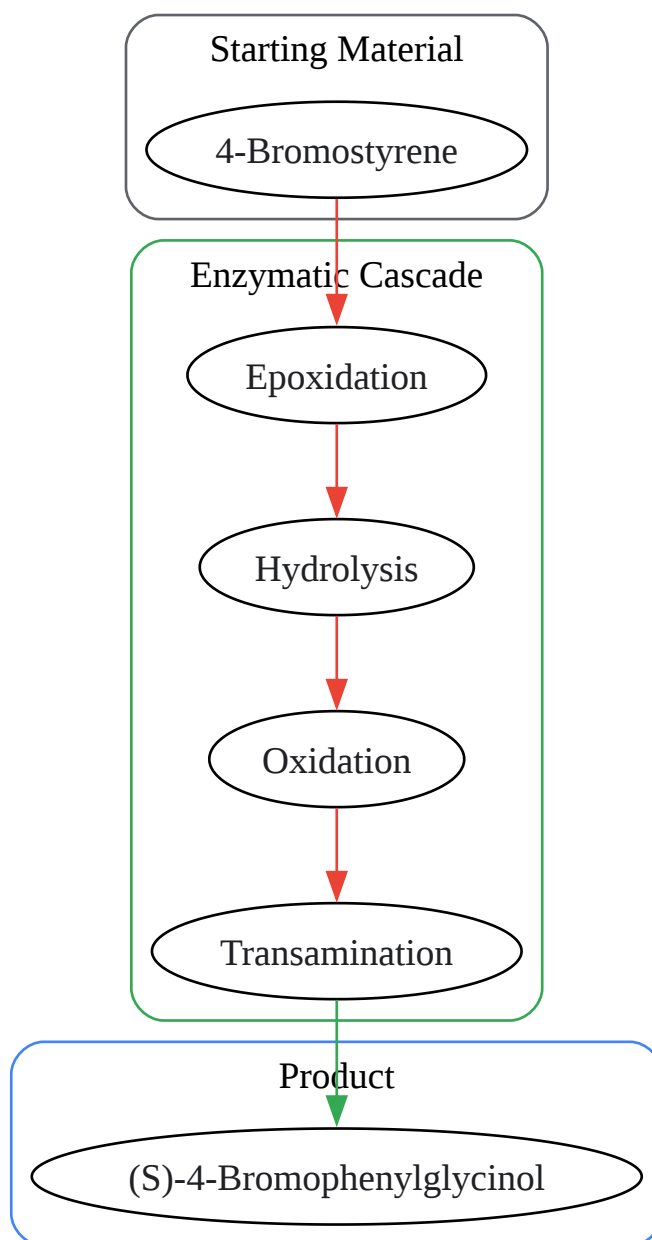 Starting Material
4-Bromostyrene
Enzymatic Cascade
Epoxidation
Hydrolysis
Oxidation
Transamination
Product
(S)-4-Bromophenylglycinol